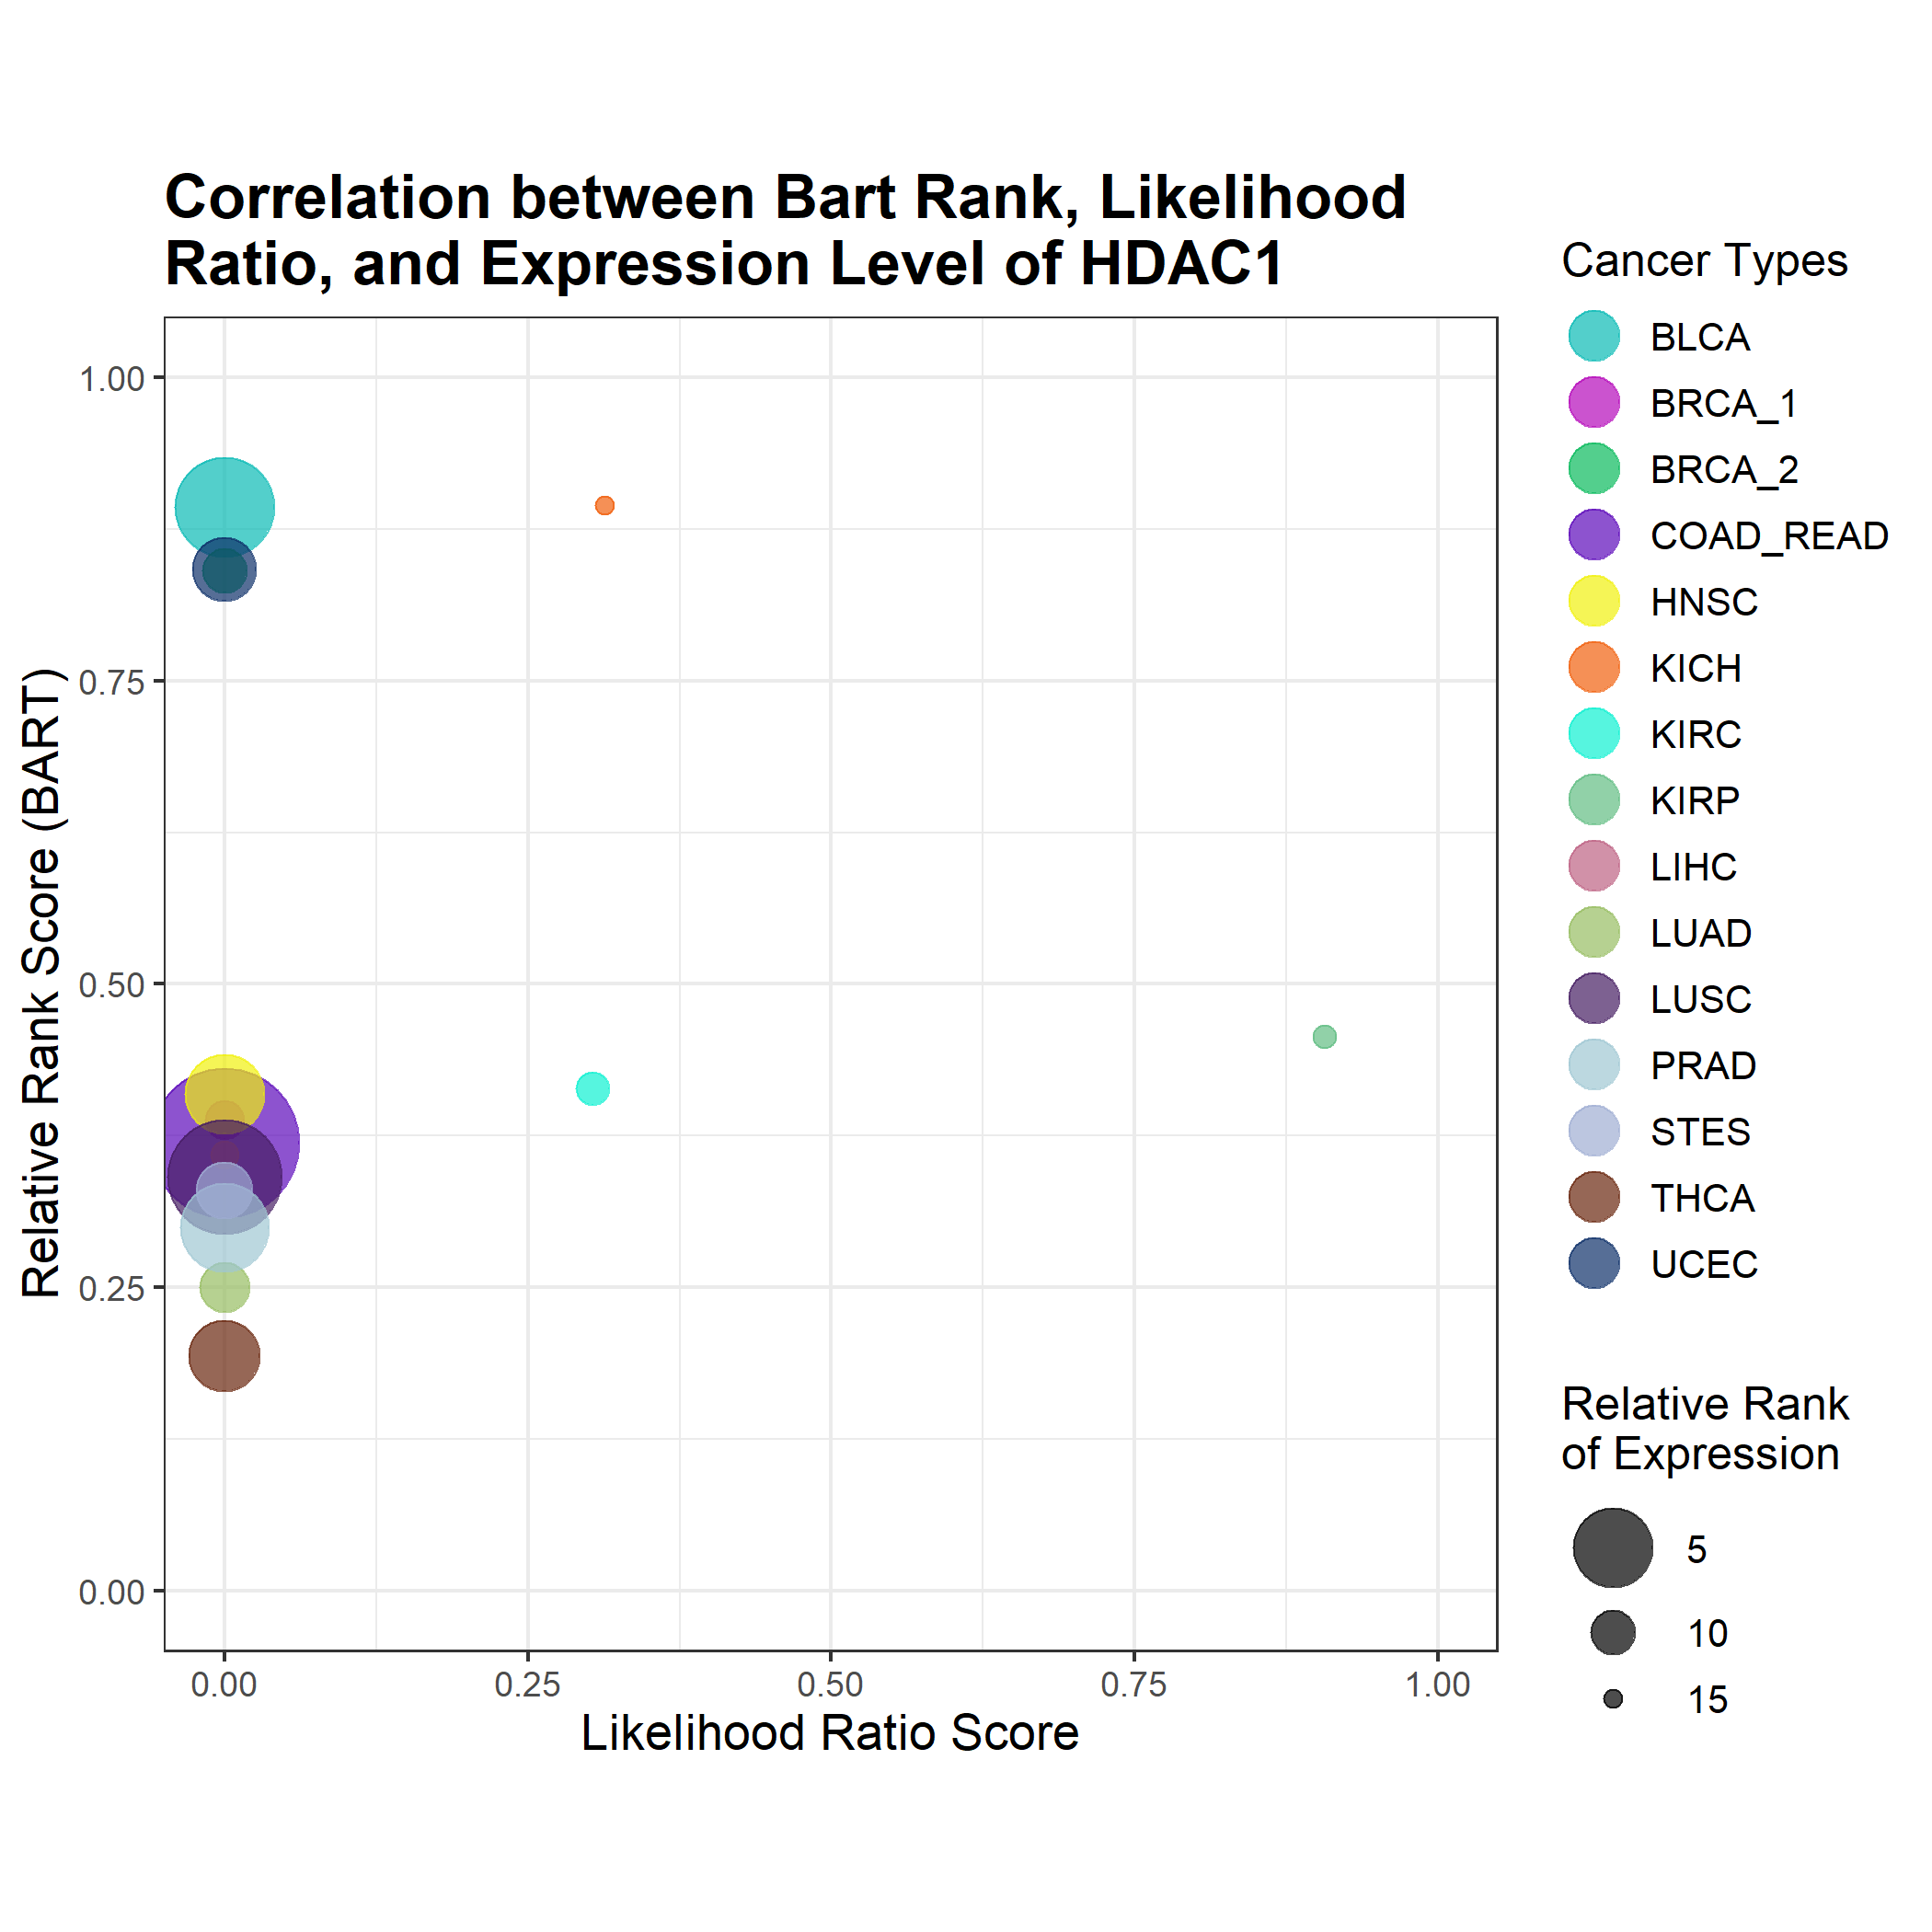 Correlation between Bart Rank, Likelihood
Ratio, and Expression Level of HDAC1
Relative Rank Score (BART)
1.00
0.75
0.50
0.25
0.00
0.00 0.25 0.50 0.75 1.00
Likelihood Ratio Score
Cancer Types
BLCA
BRCA_1
BRCA_2
COAD_READ
HNSC
KICH
KIRC
KIRP
LIHC
LUAD
LUSC
PRAD
STES
THCA
UCEC
Relative Rank
of Expression
5
10
15